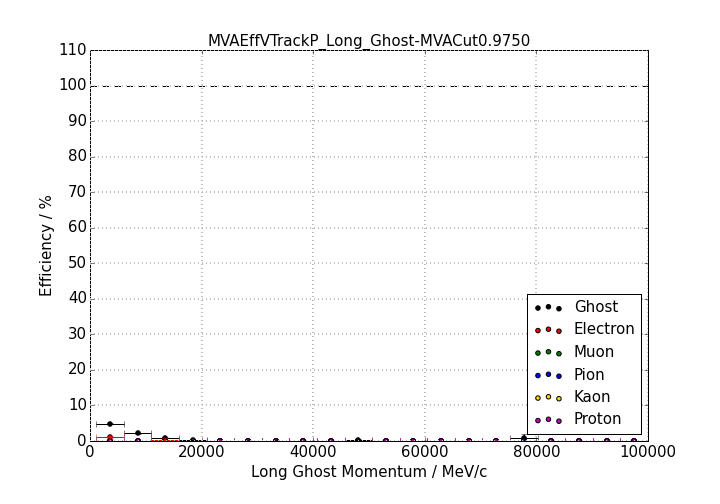 MVAEffVTrackP_Long_Ghost-MVACut0.9750
110
100
90
80
70
60
50
40
30
20
10
0
Efficiency / %
Ghost
Electron
Muon
Pion
Kaon
Proton
0 20000 40000 60000 80000 100000
Long Ghost Momentum / MeV/c